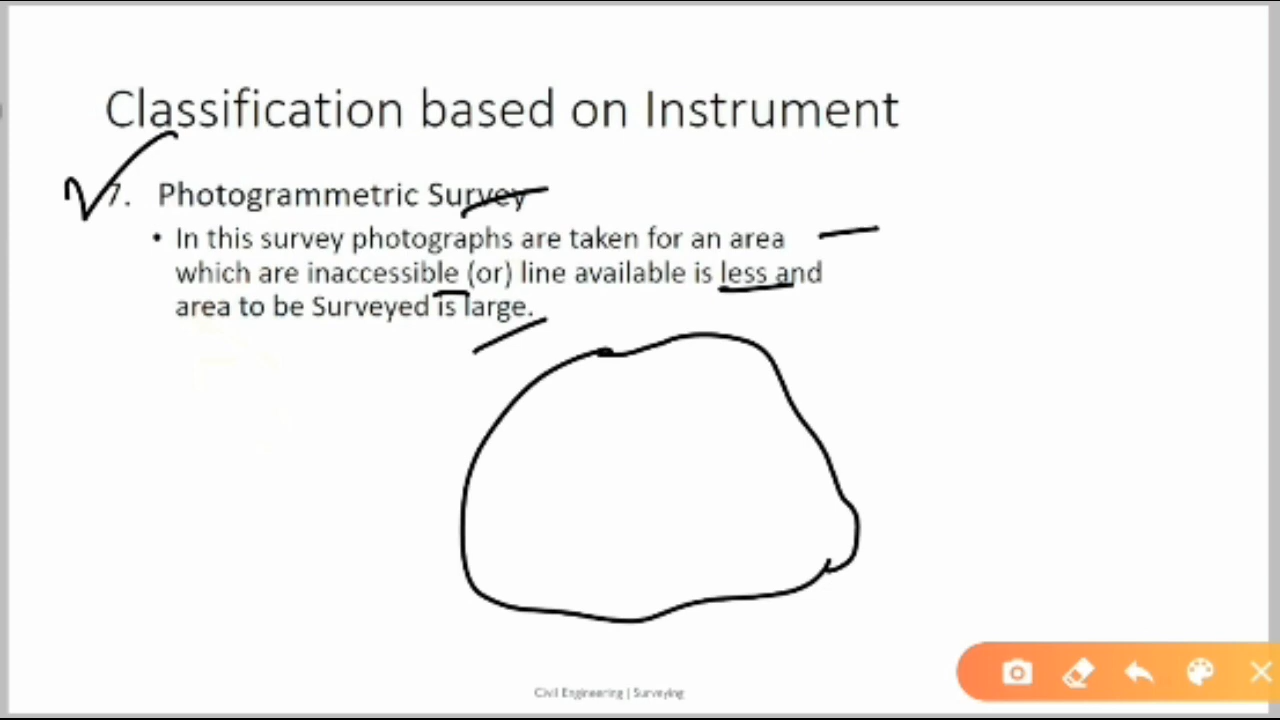 Classification based on Instrument
7. Photogrammetric Survey
• In this survey photographs are taken for an area
which are inaccessible (or) line available is less and
area to be Surveyed is large.
Civil Engineering | Surveying